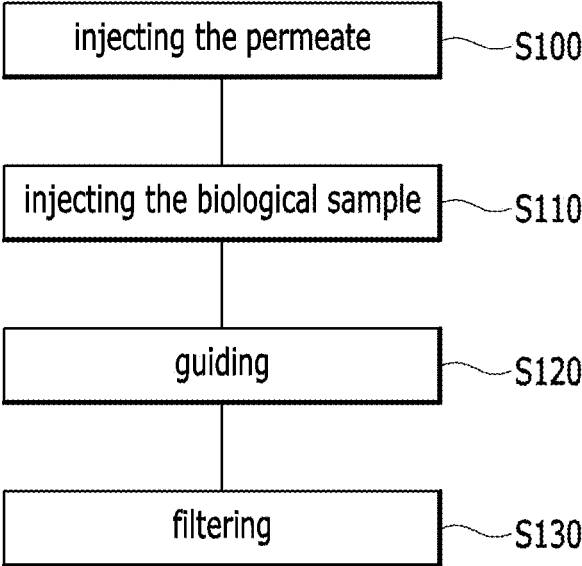 injecting the permeate
S100
injecting the biological sample
S110
guiding
S120
filtering
S130